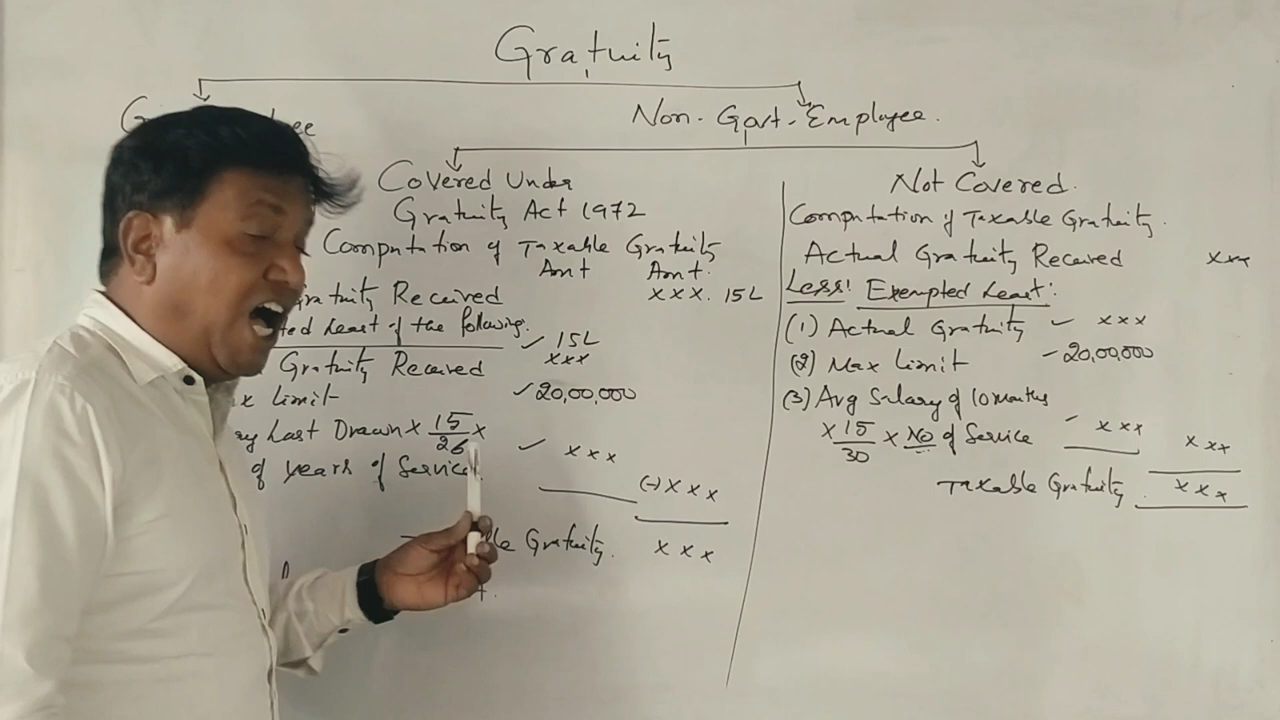 Gratuity
Non-Govt-Employee.
Covered Under
Gratuity Act 1972
Computation of Taxable Gratuity
Amt Amt.
Received xxx. 15L
Least of the following.
15L
Gratuity Received xxx
Limit ✓ 20,00,000
Last Drawn x 15/26 x
of years of Service. ✓ xxx
(-) xxx
Gratuity. xxx
Not Covered.
Computation of Taxable Gratuity.
Actual Gratuity Received xxx
Less: Exempted Least:
(1) Actual Gratuity ✓ xxx
(2) Max Limit - 20,00,000
(3) Avg Salary of 10 months
x 15/30 x No of Service ✓ xxx xxx
Taxable Gratuity. xxx